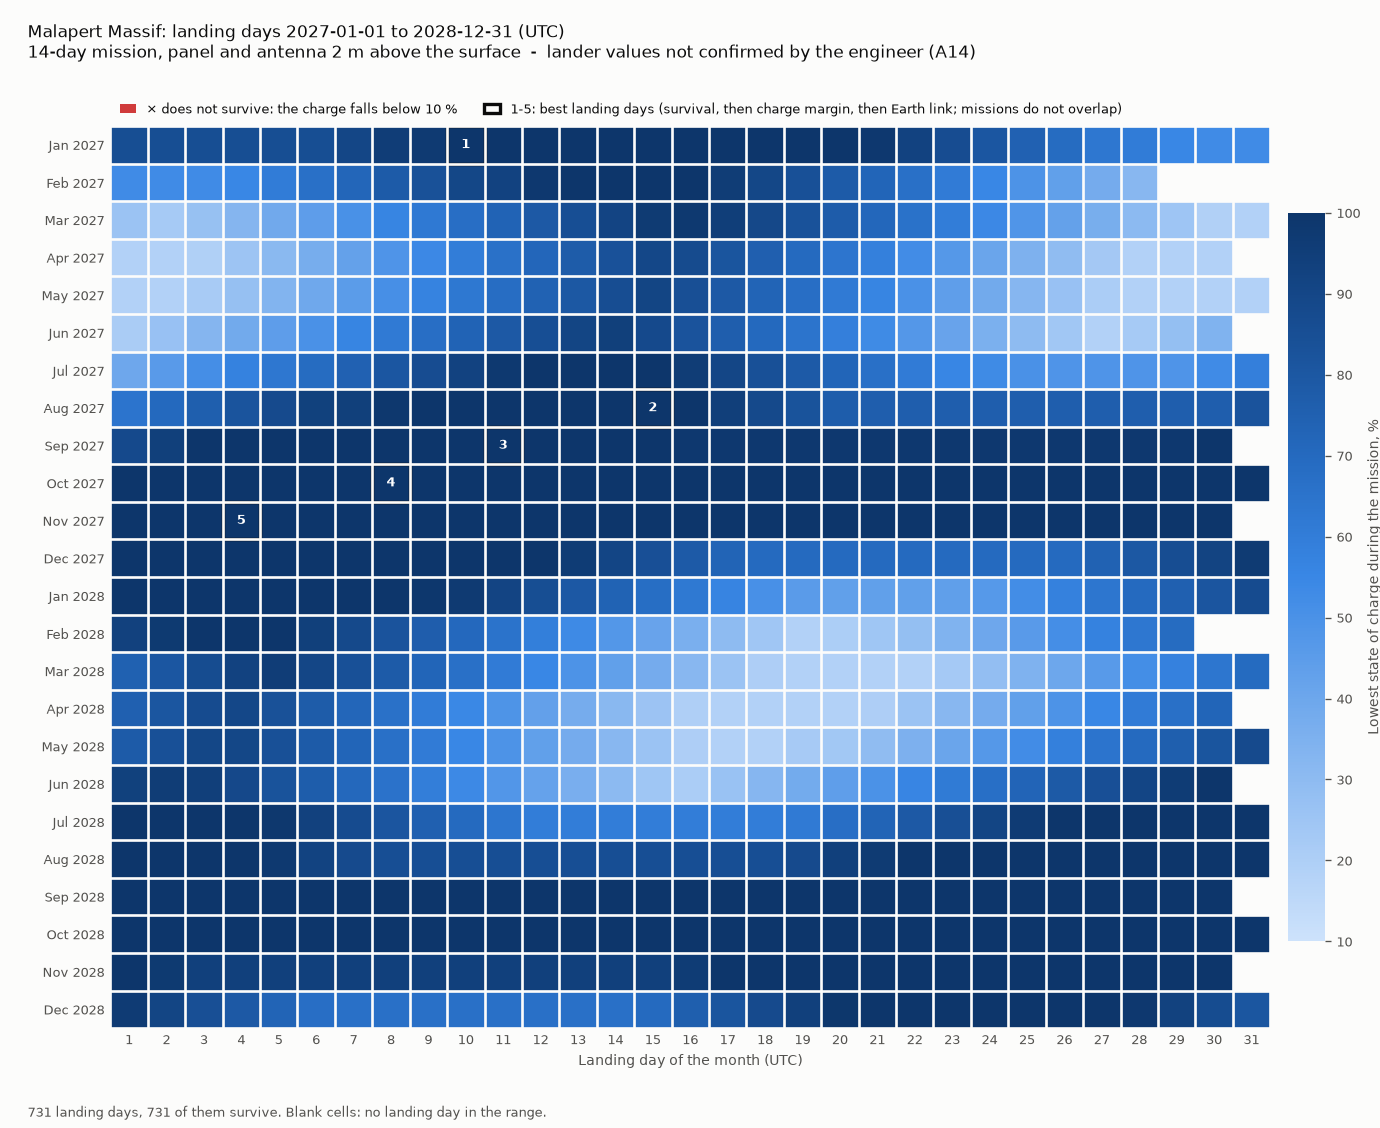 Malapert Massif: landing days 2027-01-01 to 2028-12-31 (UTC)
14-day mission, panel and antenna 2 m above the surface  -  lander values not confirmed by the engineer (A14)
× does not survive: the charge falls below 10 %
1-5: best landing days (survival, then charge margin, then Earth link; missions do not overlap)
Jan 2027
1
Feb 2027
Mar 2027
Apr 2027
May 2027
Jun 2027
Jul 2027
Aug 2027
2
Sep 2027
3
Oct 2027
4
Nov 2027
5
Dec 2027
Jan 2028
Feb 2028
Mar 2028
Apr 2028
May 2028
Jun 2028
Jul 2028
Aug 2028
Sep 2028
Oct 2028
Nov 2028
Dec 2028
1 2 3 4 5 6 7 8 9 10 11 12 13 14 15 16 17 18 19 20 21 22 23 24 25 26 27 28 29 30 31
Landing day of the month (UTC)
100
90
80
70
60
50
40
30
20
10
Lowest state of charge during the mission, %
731 landing days, 731 of them survive. Blank cells: no landing day in the range.